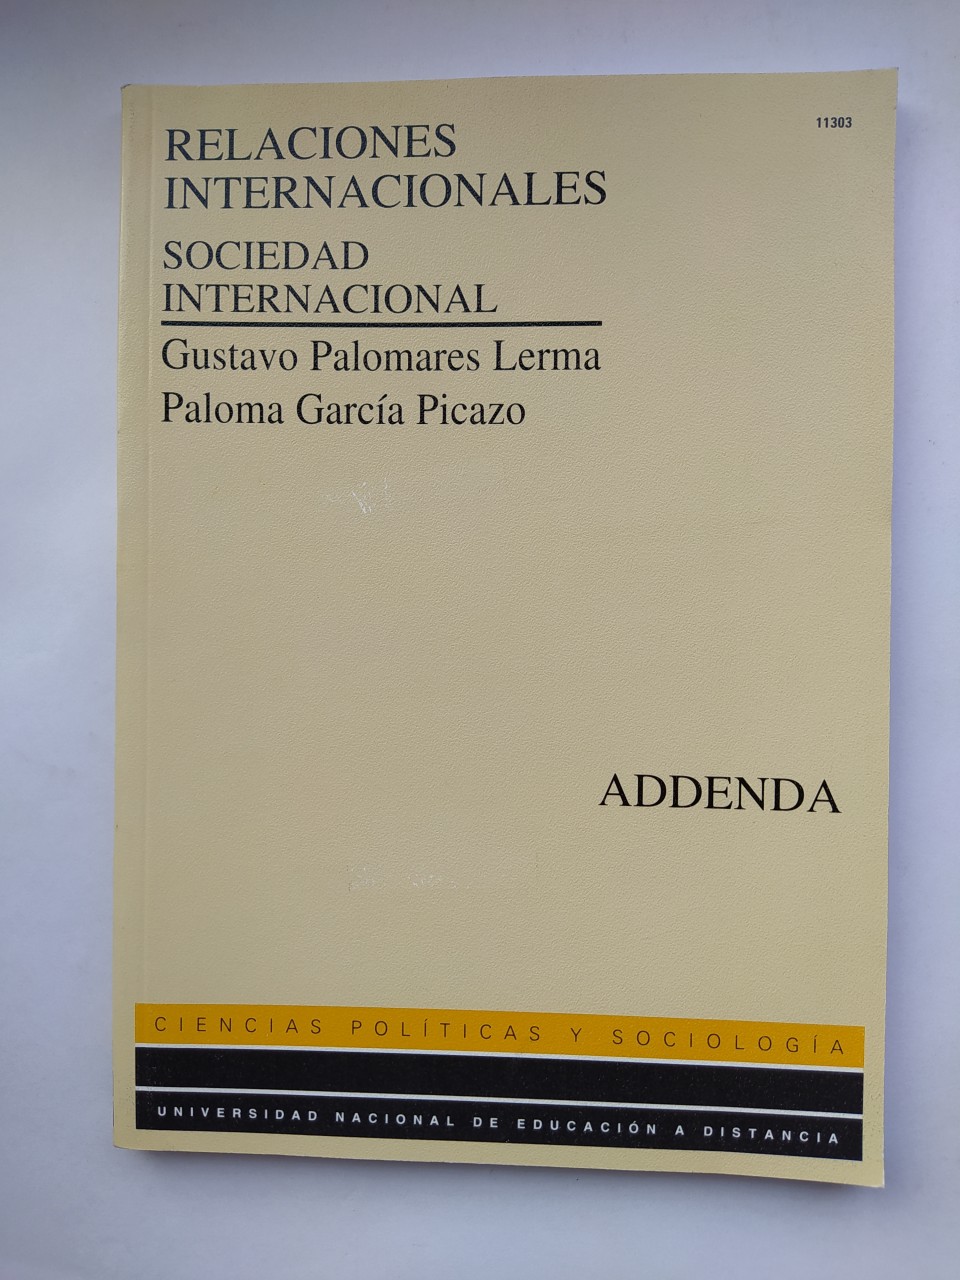 11303
RELACIONES
INTERNACIONALES
SOCIEDAD
INTERNACIONAL
Gustavo Palomares Lerma
Paloma García Picazo
ADDENDA
CIENCIAS POLÍTICAS Y SOCIOLOGÍA
UNIVERSIDAD NACIONAL DE EDUCACIÓN A DISTANCIA